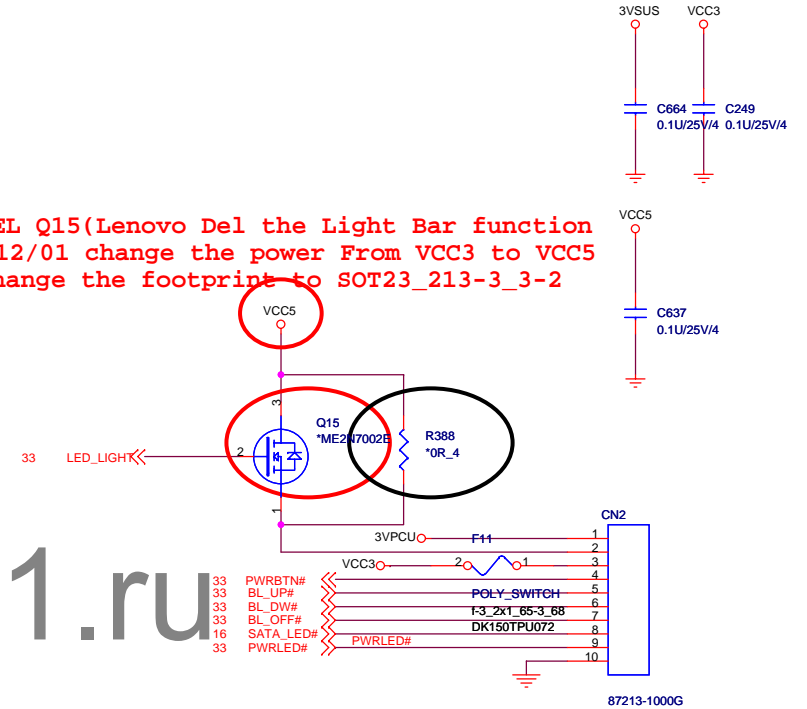 3VSUS VCC3
C664 C249
0.1U/25V/4 0.1U/25V/4
EL Q15(Lenovo Del the Light Bar function
12/01 change the power From VCC3 to VCC5
hange the footprint to SOT23_213-3_3-2
VCC5
VCC5
C637
0.1U/25V/4
3
Q15
*ME2N7002E
R388
*0R_4
33 LED_LIGHT
2
1
CN2
3VPCU
F11
1
2
VCC3
2
1
3
33 PWRBTN#
4
33 BL_UP#
POLY_SWITCH
5
33 BL_DW#
f-3_2x1_65-3_68
6
33 BL_OFF#
7
16 SATA_LED#
DK150TPU072
8
33 PWRLED#
PWRLED#
9
10
87213-1000G
1.ru